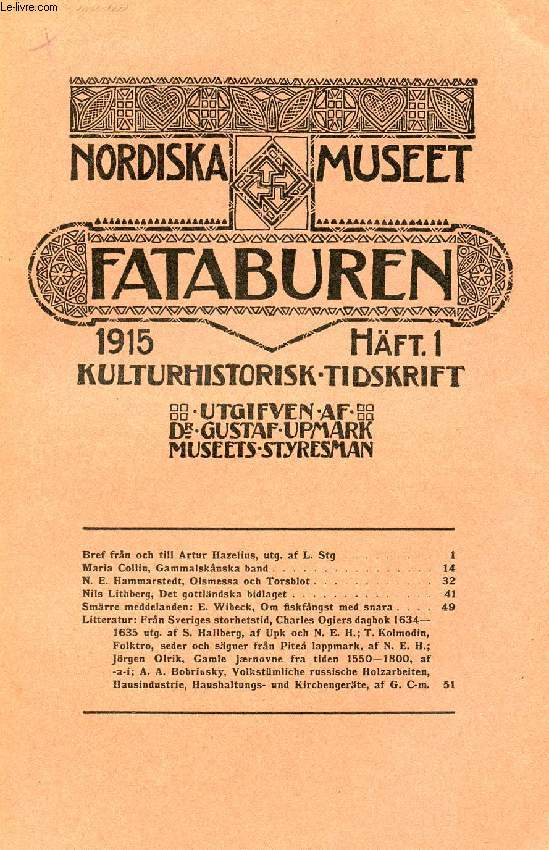 Le-livre.com
NORDISKA MUSEET
FATABUREN
1915 HÄFT. 1
KULTURHISTORISK·TIDSKRIFT
·UTGIFVEN·AF·
DR·GUSTAF·UPMARK
MUSEETS·STYRESMAN
Bref från och till Artur Hazelius, utg. af L. Stg . . . . . . . . 1
Maria Collin, Gammalskånska band . . . . . . . . . . . . . . 14
N. E. Hammarstedt, Olsmessa och Torsblot . . . . . . . . . . 32
Nils Lithberg, Det gottländska bidlaget . . . . . . . . . . . . 41
Smärre meddelanden: E. Wibeck, Om fiskfångst med snara . . . . 49
Litteratur: Från Sveriges storhetstid, Charles Ogiers dagbok 1634—
1635 utg. af S. Hallberg, af Upk och N. E. H.; T. Kolmodin,
Folktro, seder och sägner från Piteå lappmark, af N. E. H.;
Jörgen Olrik, Gamle Jærnovne fra tiden 1550—1800, af
-a-i; A. A. Bobrinsky, Volkstümliche russische Holzarbeiten,
Hausindustrie, Haushaltungs- und Kirchengeräte, af G. C-m. 51